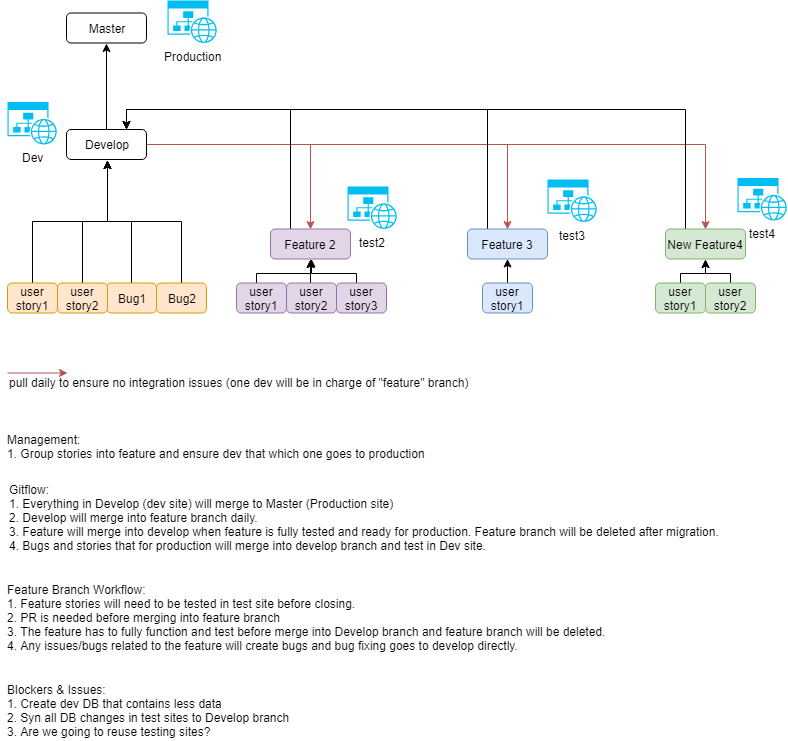 Master
Production
Develop
Dev
Feature 2
test2
Feature 3
test3
New Feature4
test4
user
story1
user
story2
Bug1
Bug2
user
story1
user
story2
user
story3
user
story1
user
story1
user
story2
pull daily to ensure no integration issues (one dev will be in charge of "feature" branch)
Management:
1. Group stories into feature and ensure dev that which one goes to production
Gitflow:
1. Everything in Develop (dev site) will merge to Master (Production site)
2. Develop will merge into feature branch daily.
3. Feature will merge into develop when feature is fully tested and ready for production. Feature branch will be deleted after migration.
4. Bugs and stories that for production will merge into develop branch and test in Dev site.
Feature Branch Workflow:
1. Feature stories will need to be tested in test site before closing.
2. PR is needed before merging into feature branch
3. The feature has to fully function and test before merge into Develop branch and feature branch will be deleted.
4. Any issues/bugs related to the feature will create bugs and bug fixing goes to develop directly.
Blockers & Issues:
1. Create dev DB that contains less data
2. Syn all DB changes in test sites to Develop branch
3. Are we going to reuse testing sites?